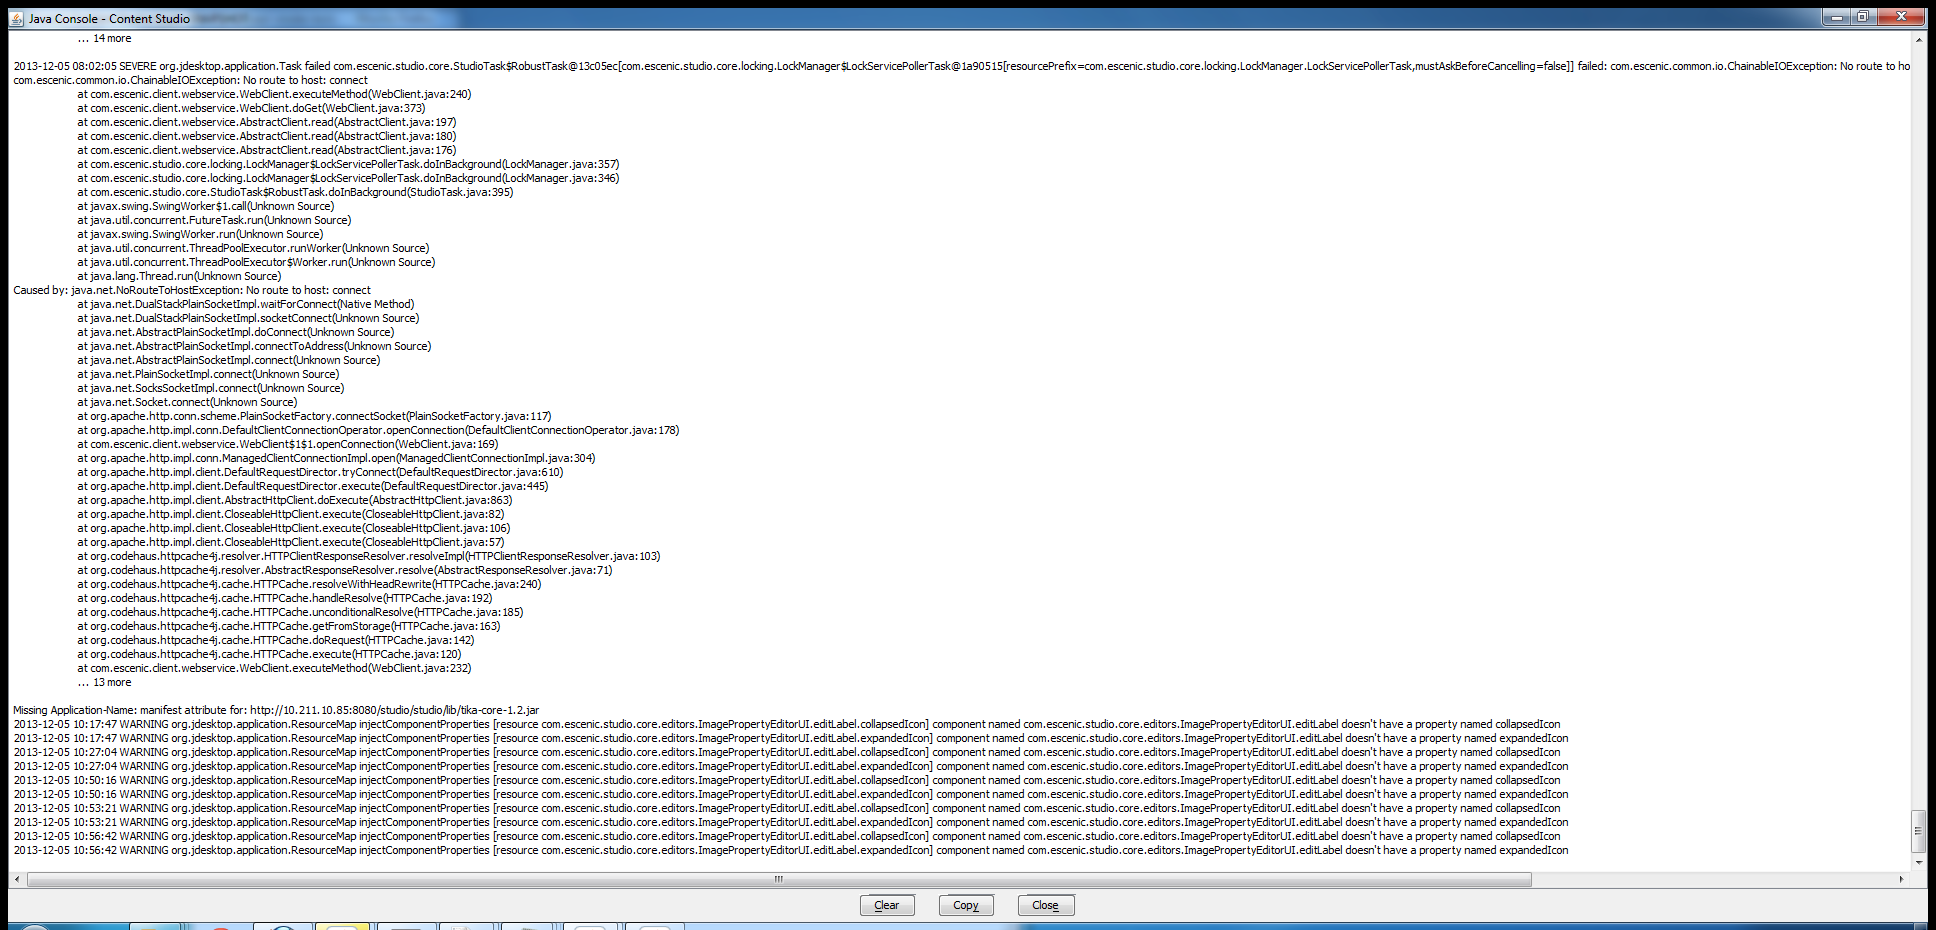 Java Console - Content Studio
... 14 more
2013-12-05 08:02:05 SEVERE org.jdesktop.application.Task failed com.escenic.studio.core.StudioTask$RobustTask@13c05ec[com.escenic.studio.core.locking.LockManager$LockServicePollerTask@1a90515[resourcePrefix=com.escenic.studio.core.locking.LockManager.LockServicePollerTask,mustAskBeforeCancelling=false]] failed: com.escenic.common.io.ChainableIOException: No route to ho
com.escenic.common.io.ChainableIOException: No route to host: connect
at com.escenic.client.webservice.WebClient.executeMethod(WebClient.java:240)
at com.escenic.client.webservice.WebClient.doGet(WebClient.java:373)
at com.escenic.client.webservice.AbstractClient.read(AbstractClient.java:197)
at com.escenic.client.webservice.AbstractClient.read(AbstractClient.java:180)
at com.escenic.client.webservice.AbstractClient.read(AbstractClient.java:176)
at com.escenic.studio.core.locking.LockManager$LockServicePollerTask.doInBackground(LockManager.java:357)
at com.escenic.studio.core.locking.LockManager$LockServicePollerTask.doInBackground(LockManager.java:346)
at com.escenic.studio.core.StudioTask$RobustTask.doInBackground(StudioTask.java:395)
at javax.swing.SwingWorker$1.call(Unknown Source)
at java.util.concurrent.FutureTask.run(Unknown Source)
at javax.swing.SwingWorker.run(Unknown Source)
at java.util.concurrent.ThreadPoolExecutor.runWorker(Unknown Source)
at java.util.concurrent.ThreadPoolExecutor$Worker.run(Unknown Source)
at java.lang.Thread.run(Unknown Source)
Caused by: java.net.NoRouteToHostException: No route to host: connect
at java.net.DualStackPlainSocketImpl.waitForConnect(Native Method)
at java.net.DualStackPlainSocketImpl.socketConnect(Unknown Source)
at java.net.AbstractPlainSocketImpl.doConnect(Unknown Source)
at java.net.AbstractPlainSocketImpl.connectToAddress(Unknown Source)
at java.net.AbstractPlainSocketImpl.connect(Unknown Source)
at java.net.PlainSocketImpl.connect(Unknown Source)
at java.net.SocksSocketImpl.connect(Unknown Source)
at java.net.Socket.connect(Unknown Source)
at org.apache.http.conn.scheme.PlainSocketFactory.connectSocket(PlainSocketFactory.java:117)
at org.apache.http.impl.conn.DefaultClientConnectionOperator.openConnection(DefaultClientConnectionOperator.java:178)
at com.escenic.client.webservice.WebClient$1$1.openConnection(WebClient.java:169)
at org.apache.http.impl.conn.ManagedClientConnectionImpl.open(ManagedClientConnectionImpl.java:304)
at org.apache.http.impl.client.DefaultRequestDirector.tryConnect(DefaultRequestDirector.java:610)
at org.apache.http.impl.client.DefaultRequestDirector.execute(DefaultRequestDirector.java:445)
at org.apache.http.impl.client.AbstractHttpClient.doExecute(AbstractHttpClient.java:863)
at org.apache.http.impl.client.CloseableHttpClient.execute(CloseableHttpClient.java:82)
at org.apache.http.impl.client.CloseableHttpClient.execute(CloseableHttpClient.java:106)
at org.apache.http.impl.client.CloseableHttpClient.execute(CloseableHttpClient.java:57)
at org.codehaus.httpcache4j.resolver.HTTPClientResponseResolver.resolveImpl(HTTPClientResponseResolver.java:103)
at org.codehaus.httpcache4j.resolver.AbstractResponseResolver.resolve(AbstractResponseResolver.java:71)
at org.codehaus.httpcache4j.cache.HTTPCache.resolveWithHeadRewrite(HTTPCache.java:240)
at org.codehaus.httpcache4j.cache.HTTPCache.handleResolve(HTTPCache.java:192)
at org.codehaus.httpcache4j.cache.HTTPCache.unconditionalResolve(HTTPCache.java:185)
at org.codehaus.httpcache4j.cache.HTTPCache.getFromStorage(HTTPCache.java:163)
at org.codehaus.httpcache4j.cache.HTTPCache.doRequest(HTTPCache.java:142)
at org.codehaus.httpcache4j.cache.HTTPCache.execute(HTTPCache.java:120)
at com.escenic.client.webservice.WebClient.executeMethod(WebClient.java:232)
... 13 more
Missing Application-Name: manifest attribute for: http://10.211.10.85:8080/studio/studio/lib/tika-core-1.2.jar
2013-12-05 10:17:47 WARNING org.jdesktop.application.ResourceMap injectComponentProperties [resource com.escenic.studio.core.editors.ImagePropertyEditorUI.editLabel.collapsedIcon] component named com.escenic.studio.core.editors.ImagePropertyEditorUI.editLabel doesn't have a property named collapsedIcon
2013-12-05 10:17:47 WARNING org.jdesktop.application.ResourceMap injectComponentProperties [resource com.escenic.studio.core.editors.ImagePropertyEditorUI.editLabel.expandedIcon] component named com.escenic.studio.core.editors.ImagePropertyEditorUI.editLabel doesn't have a property named expandedIcon
2013-12-05 10:27:04 WARNING org.jdesktop.application.ResourceMap injectComponentProperties [resource com.escenic.studio.core.editors.ImagePropertyEditorUI.editLabel.collapsedIcon] component named com.escenic.studio.core.editors.ImagePropertyEditorUI.editLabel doesn't have a property named collapsedIcon
2013-12-05 10:27:04 WARNING org.jdesktop.application.ResourceMap injectComponentProperties [resource com.escenic.studio.core.editors.ImagePropertyEditorUI.editLabel.expandedIcon] component named com.escenic.studio.core.editors.ImagePropertyEditorUI.editLabel doesn't have a property named expandedIcon
2013-12-05 10:50:16 WARNING org.jdesktop.application.ResourceMap injectComponentProperties [resource com.escenic.studio.core.editors.ImagePropertyEditorUI.editLabel.collapsedIcon] component named com.escenic.studio.core.editors.ImagePropertyEditorUI.editLabel doesn't have a property named collapsedIcon
2013-12-05 10:50:16 WARNING org.jdesktop.application.ResourceMap injectComponentProperties [resource com.escenic.studio.core.editors.ImagePropertyEditorUI.editLabel.expandedIcon] component named com.escenic.studio.core.editors.ImagePropertyEditorUI.editLabel doesn't have a property named expandedIcon
2013-12-05 10:53:21 WARNING org.jdesktop.application.ResourceMap injectComponentProperties [resource com.escenic.studio.core.editors.ImagePropertyEditorUI.editLabel.collapsedIcon] component named com.escenic.studio.core.editors.ImagePropertyEditorUI.editLabel doesn't have a property named collapsedIcon
2013-12-05 10:53:21 WARNING org.jdesktop.application.ResourceMap injectComponentProperties [resource com.escenic.studio.core.editors.ImagePropertyEditorUI.editLabel.expandedIcon] component named com.escenic.studio.core.editors.ImagePropertyEditorUI.editLabel doesn't have a property named expandedIcon
2013-12-05 10:56:42 WARNING org.jdesktop.application.ResourceMap injectComponentProperties [resource com.escenic.studio.core.editors.ImagePropertyEditorUI.editLabel.collapsedIcon] component named com.escenic.studio.core.editors.ImagePropertyEditorUI.editLabel doesn't have a property named collapsedIcon
2013-12-05 10:56:42 WARNING org.jdesktop.application.ResourceMap injectComponentProperties [resource com.escenic.studio.core.editors.ImagePropertyEditorUI.editLabel.expandedIcon] component named com.escenic.studio.core.editors.ImagePropertyEditorUI.editLabel doesn't have a property named expandedIcon
Clear Copy Close